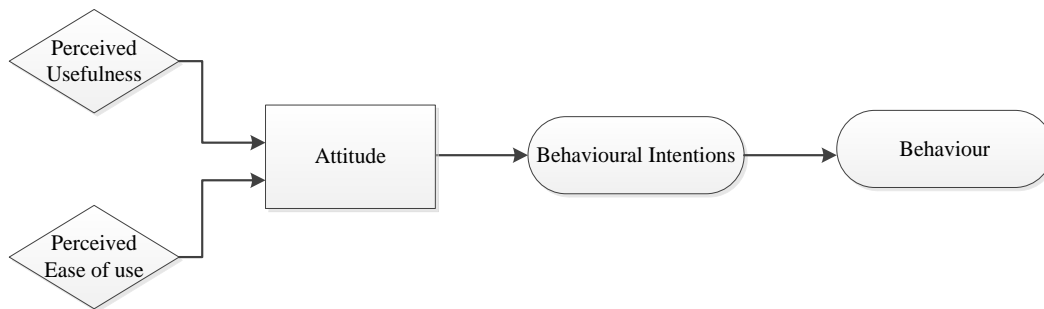 Perceived
Usefulness
Attitude
Behavioural Intentions
Behaviour
Perceived
Ease of use